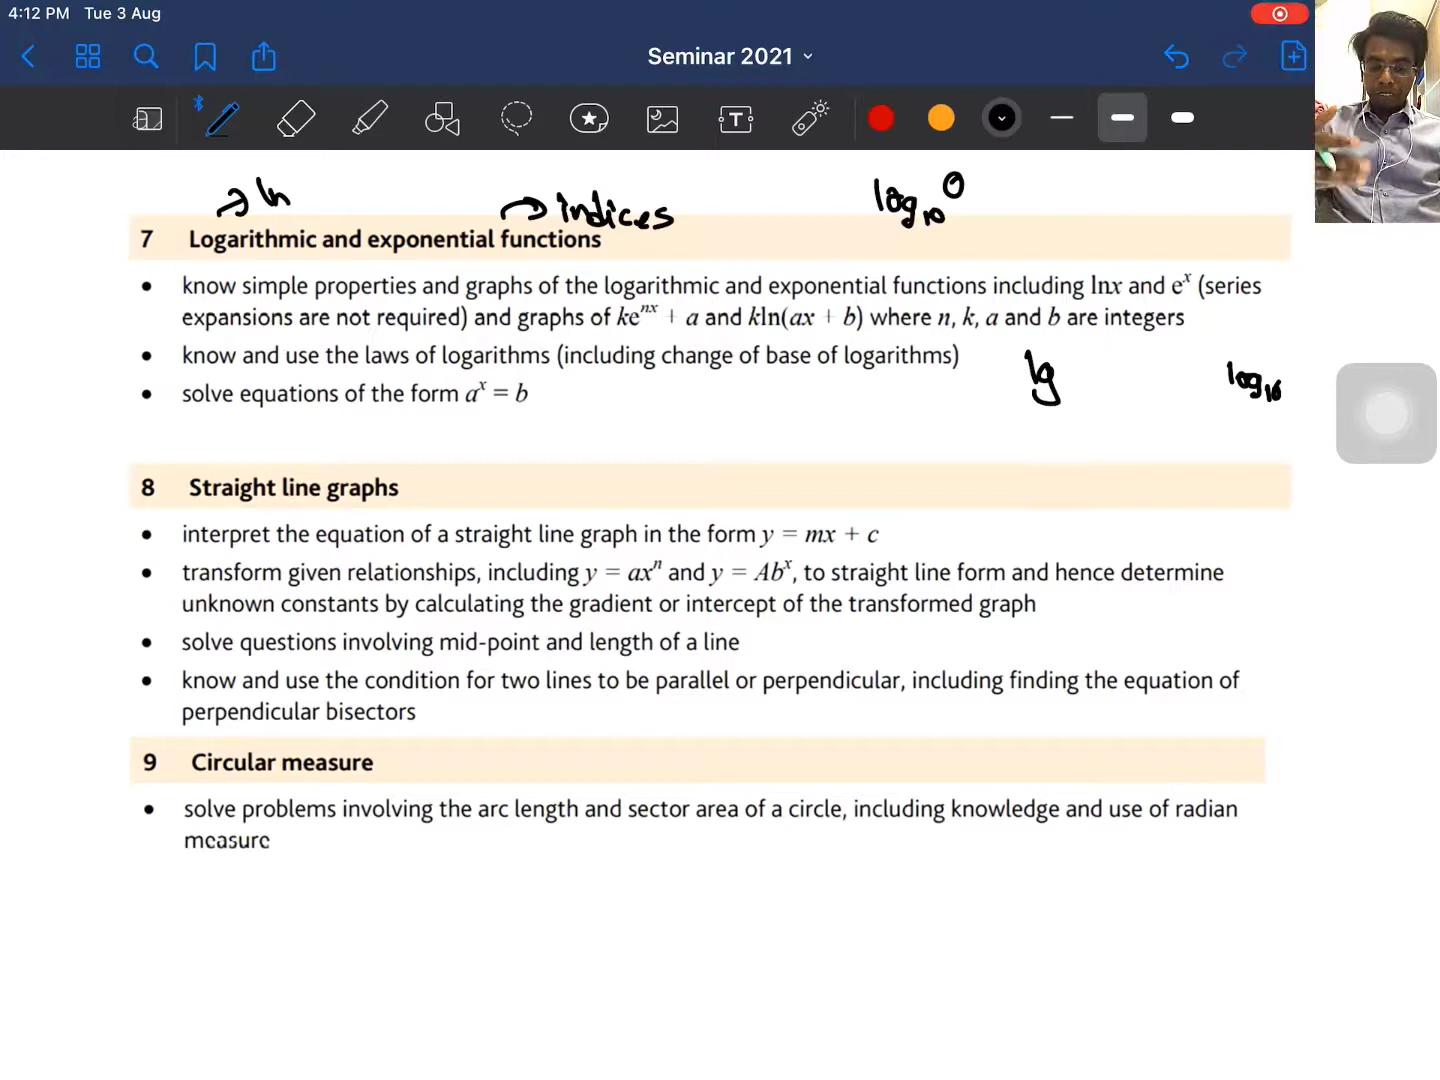 4:12 PM Tue 3 Aug
Seminar 2021
→ ln
→ indices
log₁₀ 0
7 Logarithmic and exponential functions
• know simple properties and graphs of the logarithmic and exponential functions including lnx and eˣ (series
expansions are not required) and graphs of keⁿˣ + a and kln(ax + b) where n, k, a and b are integers
• know and use the laws of logarithms (including change of base of logarithms)
lg
log₁₀
• solve equations of the form aˣ = b
8 Straight line graphs
• interpret the equation of a straight line graph in the form y = mx + c
• transform given relationships, including y = axⁿ and y = Abˣ, to straight line form and hence determine
unknown constants by calculating the gradient or intercept of the transformed graph
• solve questions involving mid-point and length of a line
• know and use the condition for two lines to be parallel or perpendicular, including finding the equation of
perpendicular bisectors
9 Circular measure
• solve problems involving the arc length and sector area of a circle, including knowledge and use of radian
measure